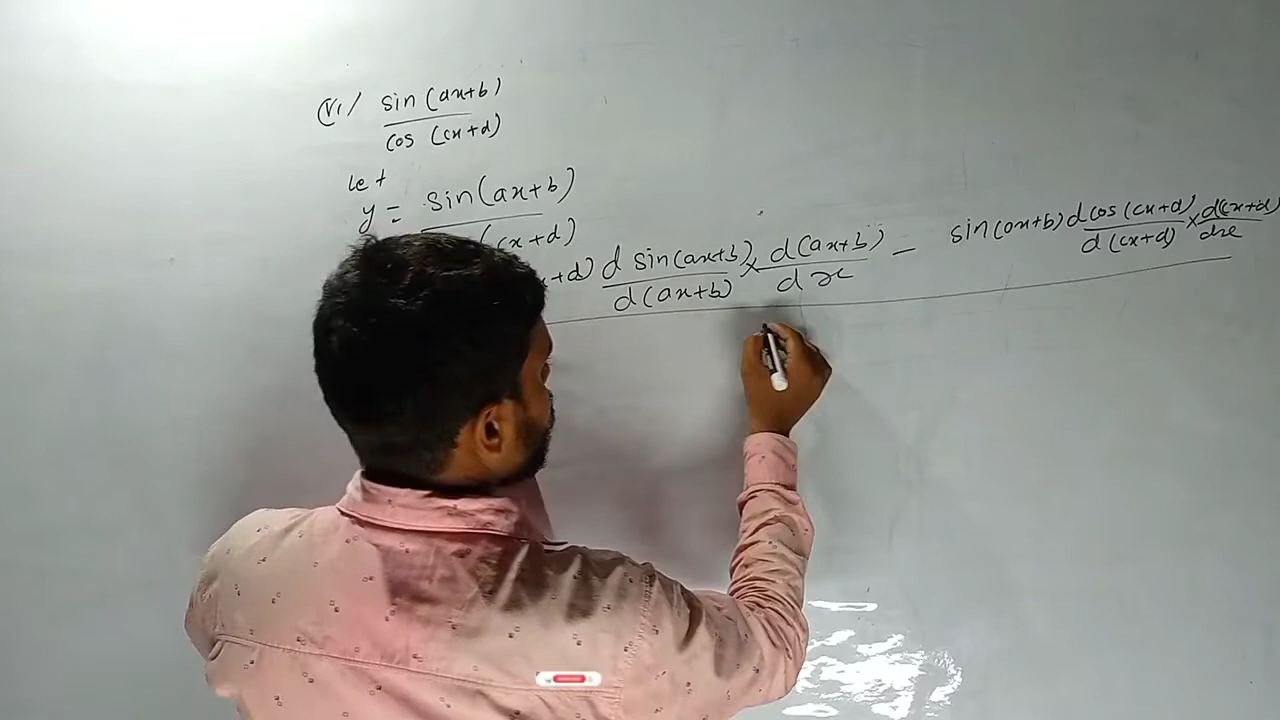 (vi/ sin (ax+b)
cos (cx+d)
let
y = sin(ax+b)
(cx+d)
x+d) d sin(ax+b) × d(ax+b) - sin(ax+b) d cos (cx+d) × d(cx+d)
d(ax+b) dx d(cx+d) dx